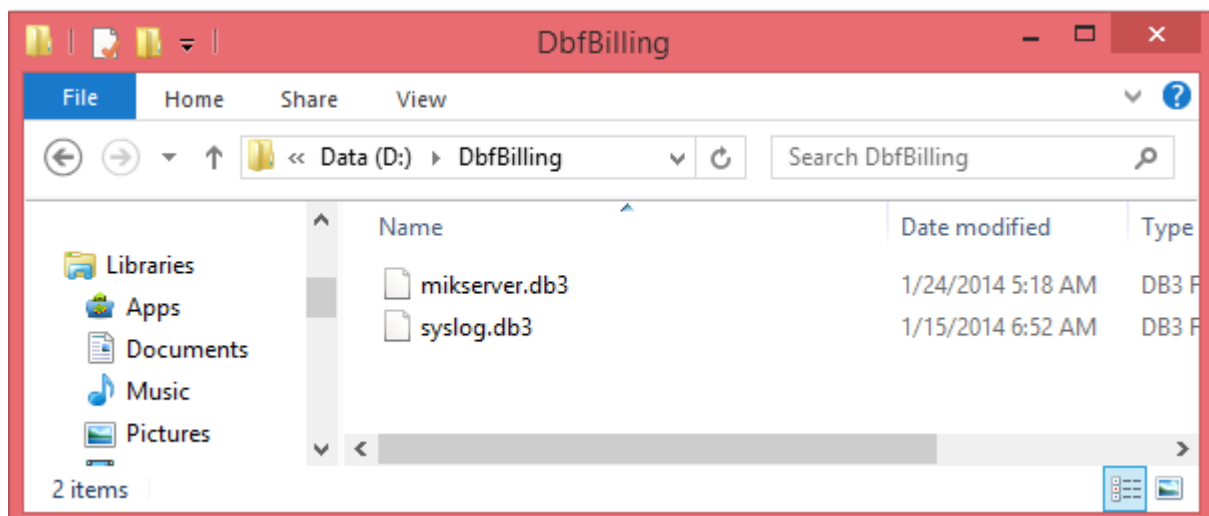 DbfBilling
File Home Share View
« Data (D:) DbfBilling Search DbfBilling
Name Date modified Type
Libraries
Apps
Documents
Music
Pictures
mikserver.db3 1/24/2014 5:18 AM DB3 F
syslog.db3 1/15/2014 6:52 AM DB3 F
2 items